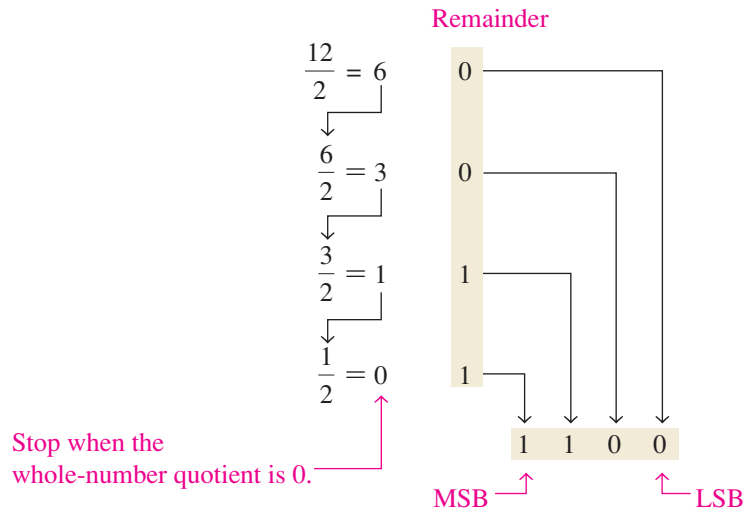 Remainder
12/2 = 6 0
6/2 = 3 0
3/2 = 1 1
1/2 = 0 1
Stop when the
whole-number quotient is 0.
1 1 0 0
MSB LSB